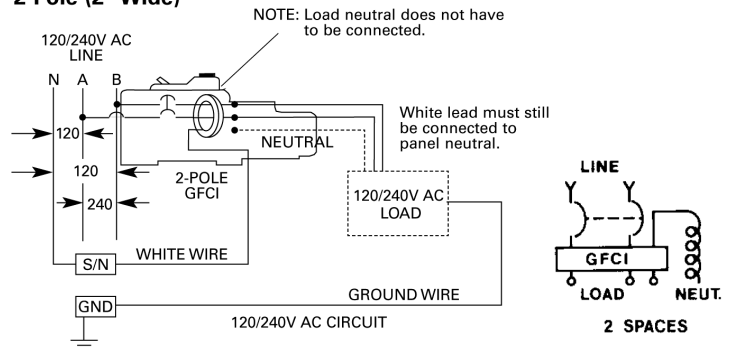 2 Pole (2" Wide)
NOTE: Load neutral does not have
to be connected.
120/240V AC
LINE
N A B
White lead must still
be connected to
panel neutral.
120
NEUTRAL
120
2-POLE
GFCI
240
120/240V AC
LOAD
WHITE WIRE
S/N
GROUND WIRE
GND
120/240V AC CIRCUIT
LINE
GFCI
LOAD
NEUT.
2 SPACES